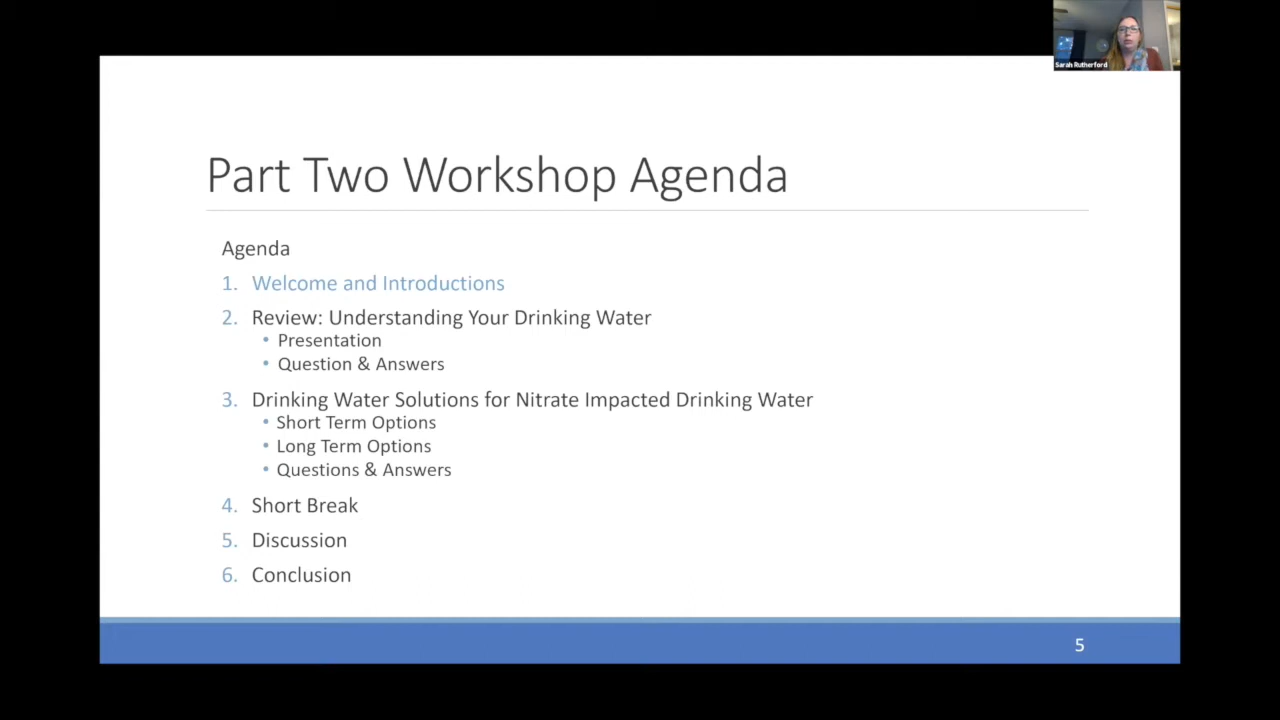 Sarah Rutherford
Part Two Workshop Agenda
Agenda
1. Welcome and Introductions
2. Review: Understanding Your Drinking Water
• Presentation
• Question & Answers
3. Drinking Water Solutions for Nitrate Impacted Drinking Water
• Short Term Options
• Long Term Options
• Questions & Answers
4. Short Break
5. Discussion
6. Conclusion
5